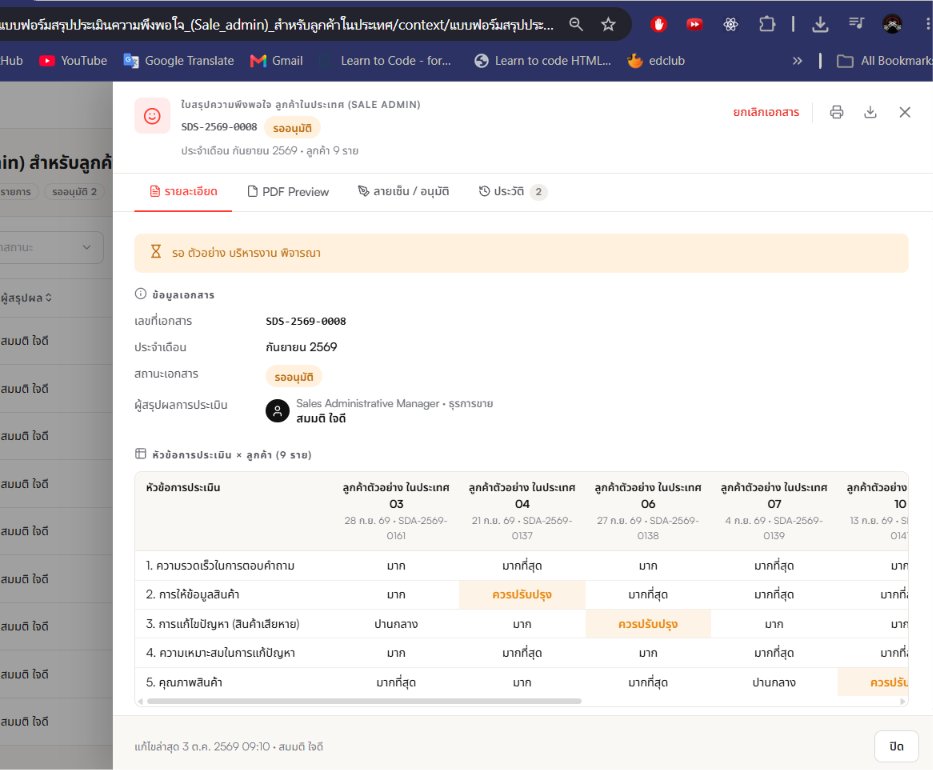 แบบฟอร์มสรุปประเมินความพึงพอใจ_(Sale_admin)_สำหรับลูกค้าในประเทศ/context/แบบฟอร์มสรุปประ...
Hub YouTube Google Translate Gmail Learn to Code - for... Learn to code HTML... edclub » All Bookmark
ใบสรุปความพึงพอใจ ลูกค้าในประเทศ (SALE ADMIN)
SDS-2569-0008 รออนุมัติ
ประจำเดือน กันยายน 2569 • ลูกค้า 9 ราย
ยกเลิกเอกสาร
in) สำหรับลูกค้
รายการ รออนุมัติ 2
รายละเอียด PDF Preview ลายเซ็น / อนุมัติ ประวัติ 2
สถานะ
ผู้สรุปผล
สมมติ ใจดี
สมมติ ใจดี
สมมติ ใจดี
สมมติ ใจดี
สมมติ ใจดี
สมมติ ใจดี
สมมติ ใจดี
สมมติ ใจดี
สมมติ ใจดี
รอ ตัวอย่าง บริหารงาน พิจารณา
ข้อมูลเอกสาร
เลขที่เอกสาร SDS-2569-0008
ประจำเดือน กันยายน 2569
สถานะเอกสาร รออนุมัติ
ผู้สรุปผลการประเมิน Sales Administrative Manager • ธุรการขาย
สมมติ ใจดี
หัวข้อการประเมิน × ลูกค้า (9 ราย)
หัวข้อการประเมิน ลูกค้าตัวอย่าง ในประเทศ ลูกค้าตัวอย่าง ในประเทศ ลูกค้าตัวอย่าง ในประเทศ ลูกค้าตัวอย่าง ในประเทศ ลูกค้าตัวอย่าง
03 04 06 07 10
28 ก.ย. 69 • SDA-2569- 21 ก.ย. 69 • SDA-2569- 27 ก.ย. 69 • SDA-2569- 4 ก.ย. 69 • SDA-2569- 13 ก.ย. 69 •
0161 0137 0138 0139 014
1. ความรวดเร็วในการตอบคำถาม มาก มากที่สุด มาก มากที่สุด มาก
2. การให้ข้อมูลสินค้า มาก ควรปรับปรุง มากที่สุด มากที่สุด มากที่
3. การแก้ไขปัญหา (สินค้าเสียหาย) ปานกลาง มาก ควรปรับปรุง มาก มาก
4. ความเหมาะสมในการแก้ปัญหา มาก มากที่สุด มาก มากที่สุด มากที่
5. คุณภาพสินค้า มากที่สุด มาก มากที่สุด ปานกลาง ควรปรับ
แก้ไขล่าสุด 3 ต.ค. 2569 09:10 • สมมติ ใจดี ปิด